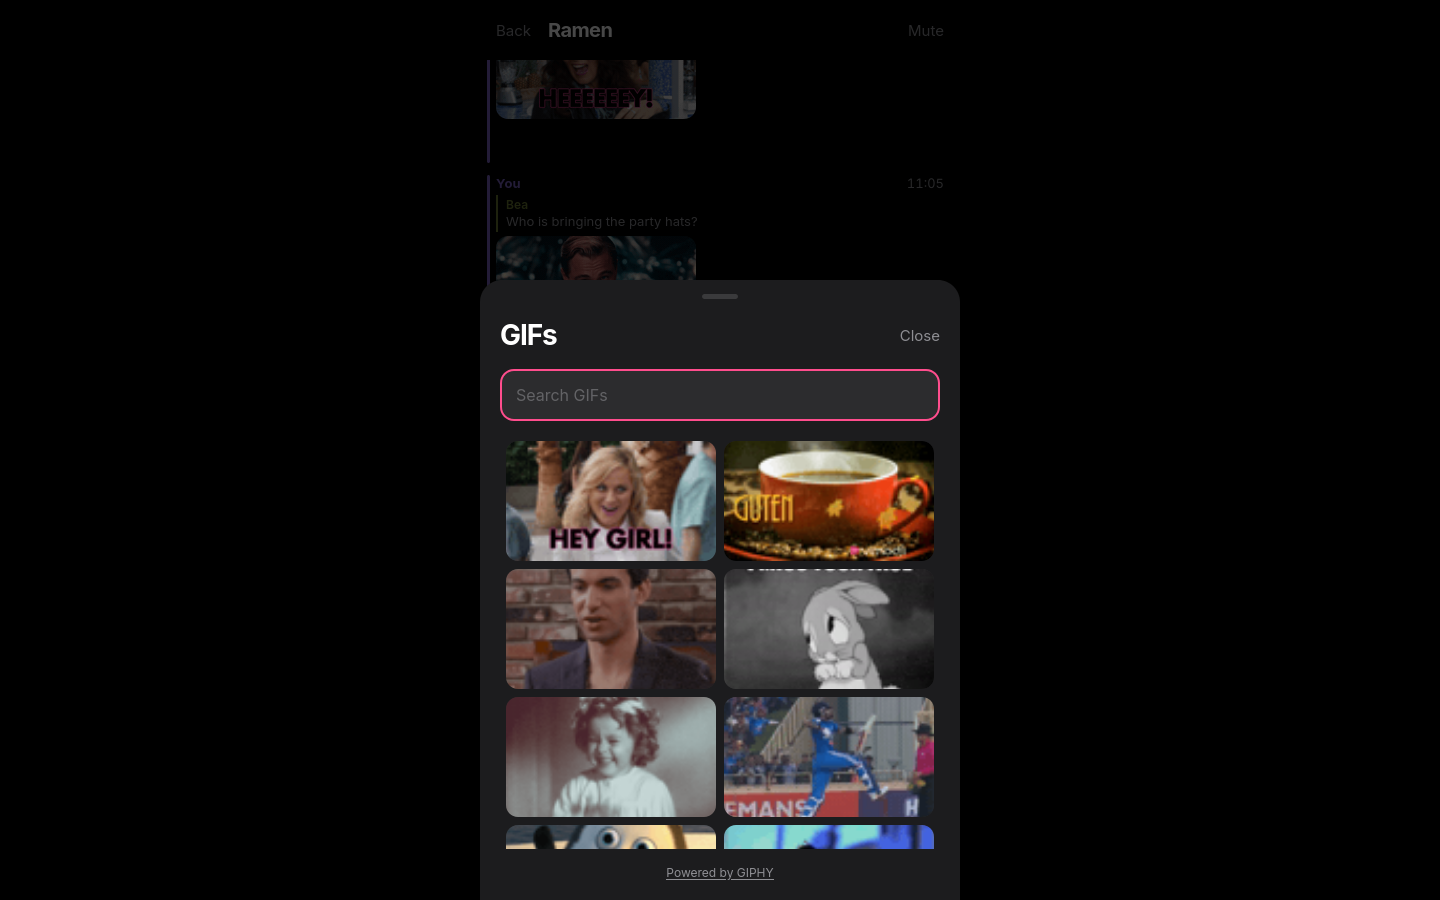 Back
Ramen
Mute
HEEEEEEY!
You
11:05
Bea
Who is bringing the party hats?
GIFs
Close
Search GIFs
HEY GIRL!
GUTEN
EMANS
H
Powered by GIPHY